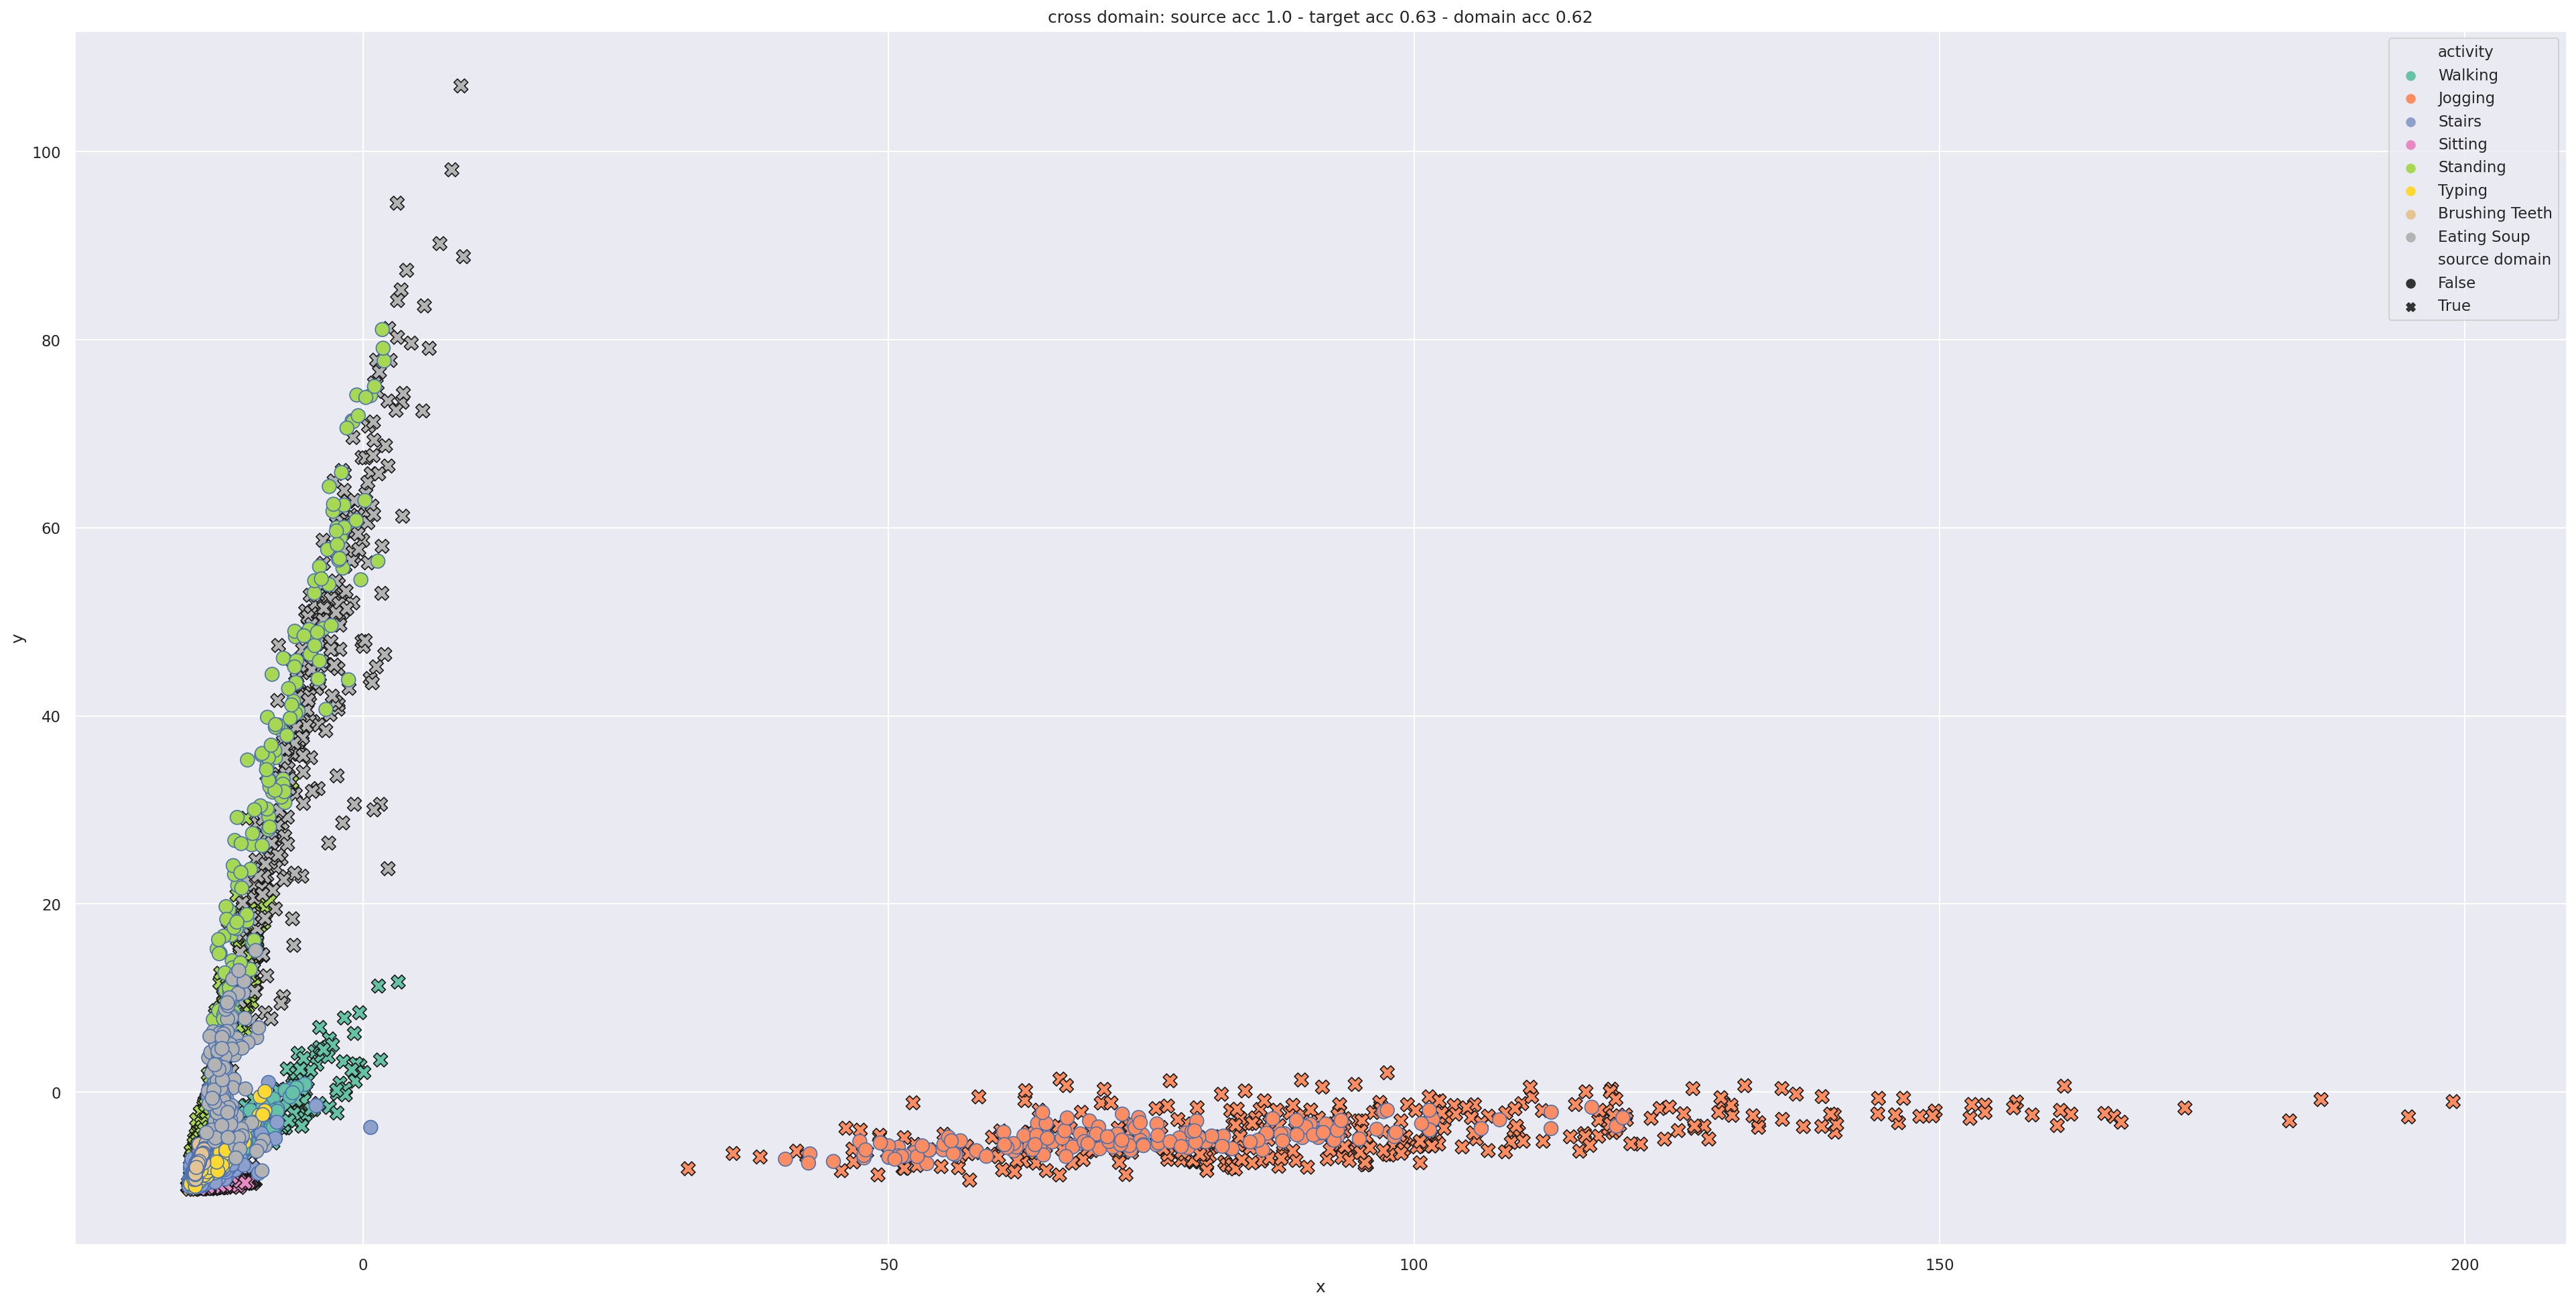 cross domain: source acc 1.0 - target acc 0.63 - domain acc 0.62
activity
Walking
Jogging
Stairs
Sitting
Standing
Typing
Brushing Teeth
Eating Soup
source domain
False
True
100
80
60
40
20
0
y
0
50
100
150
200
x